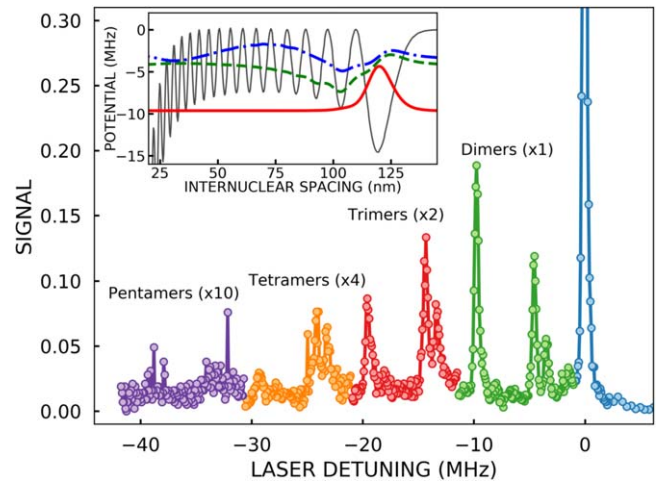 0.30
0.25
0.20
0.15
0.10
0.05
0.00
SIGNAL
0
−5
−10
−15
POTENTIAL (MHz)
25 50 75 100 125
INTERNUCLEAR SPACING (nm)
Dimers (x1)
Trimers (x2)
Tetramers (x4)
Pentamers (x10)
−40 −30 −20 −10 0
LASER DETUNING (MHz)